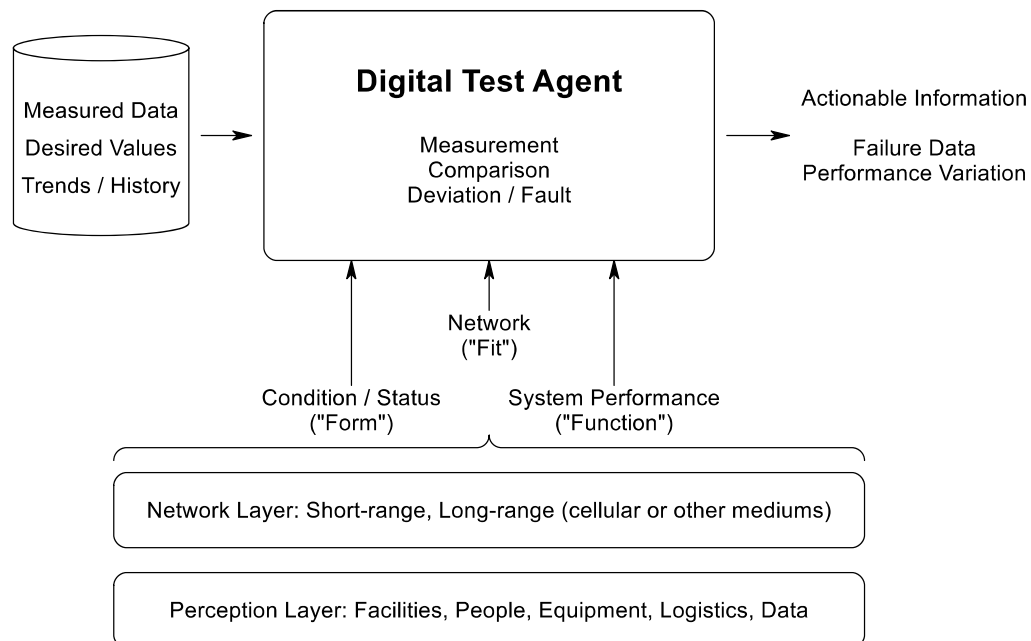 Measured Data
Desired Values
Trends / History
Digital Test Agent
Measurement
Comparison
Deviation / Fault
Actionable Information
Failure Data
Performance Variation
Network
("Fit")
Condition / Status
("Form")
System Performance
("Function")
Network Layer: Short-range, Long-range (cellular or other mediums)
Perception Layer: Facilities, People, Equipment, Logistics, Data